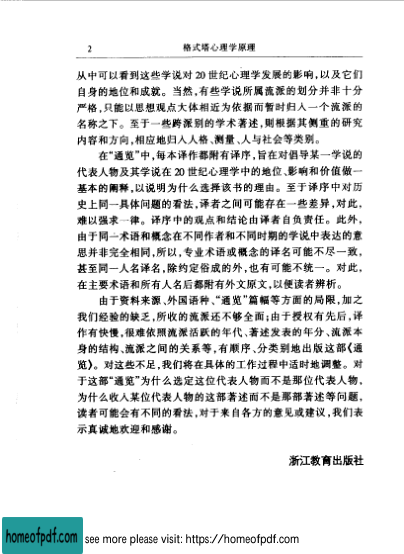 2 格式塔心理学原理
从中可以看到这些学说对 20 世纪心理学发展的影响,以及它们
自身的地位和成就。当然,有些学说所属流派的划分并非十分
严格,只能以思想观点大体相近为依据而暂时归入一个流派的
名称之下。至于一些跨派别的学术著述,则根据其侧重的研究
内容和方向,相应地归入人格、测量、人与社会等类别。
在“通览”中,每本译作都附有译序,旨在对倡导某一学说的
代表人物及其学说在 20 世纪心理学中的地位、影响和价值做一
基本的阐释,以说明为什么选择该书的理由。至于译序中对历
史上同一具体问题的看法,译者之间可能存在一些差异,对此,
难以强求一律。译序中的观点和结论由译者自负责任。此外,
由于同一术语和概念在不同作者和不同时期的学说中表达的意
思并非完全相同,所以,专业术语或概念的译名可能不尽一致,
甚至同一人名译名,除约定俗成的外,也有可能不统一。对此,
在主要术语和所有人名后都附有外文原文,以便读者辨析。
由于资料来源、外国语种、“通览”篇幅等方面的局限,加之
我们经验的缺乏,所收的流派还不够全面;由于授权有先后,译
作有快慢,很难依照流派活跃的年代、著述发表的年分、流派本
身的结构、流派之间的关系等,有顺序、分类别地出版这部《通
览》。对这些不足,我们将在具体的工作过程中适时地调整。对
于这部“通览”为什么选定这位代表人物而不是那位代表人物,
为什么收入某位代表人物的这部著述而不是那部著述等问题,
读者可能会有不同的看法,对于来自各方的意见或建议,我们表
示真诚地欢迎和感谢。
浙江教育出版社
homeofpdf.com see more please visit: https://homeofpdf.com